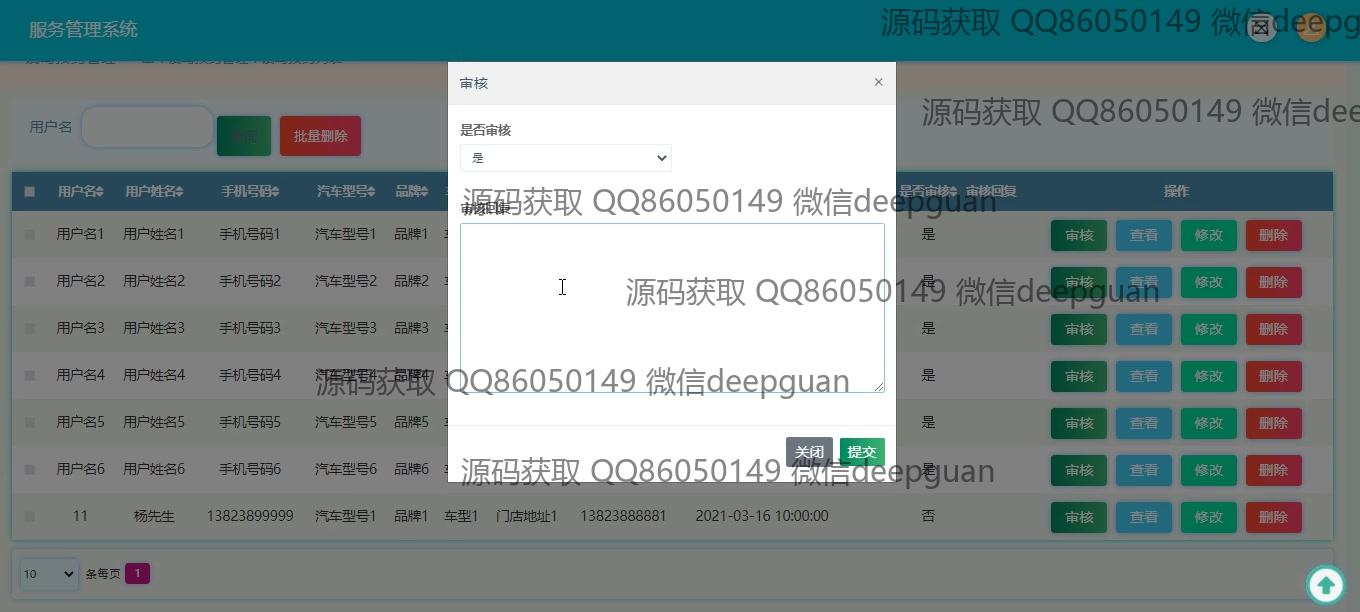 服务管理系统
源码获取 QQ86050149 微信deepg
审核
×
用户名
批量删除
源码获取 QQ86050149 微信dee
是否审核
是
用户名 用户姓名 手机号码 汽车型号 品牌 是否审核 审核回复 操作
审核回复
源码获取 QQ86050149 微信deepguan
用户名1 用户姓名1 手机号码1 汽车型号1 品牌1 是 审核 查看 修改 删除
用户名2 用户姓名2 手机号码2 汽车型号2 品牌2 是 审核 查看 修改 删除
源码获取 QQ86050149 微信deepguan
用户名3 用户姓名3 手机号码3 汽车型号3 品牌3 是 审核 查看 修改 删除
用户名4 用户姓名4 手机号码4 汽车型号4 品牌4 是 审核 查看 修改 删除
源码获取 QQ86050149 微信deepguan
用户名5 用户姓名5 手机号码5 汽车型号5 品牌5 是 审核 查看 修改 删除
关闭 提交
用户名6 用户姓名6 手机号码6 汽车型号6 品牌6 是 审核 查看 修改 删除
源码获取 QQ86050149 微信deepguan
11 杨先生 13823899999 汽车型号1 品牌1 车型1 门店地址1 13823888881 2021-03-16 10:00:00 否 审核 查看 修改 删除
10 条每页 1